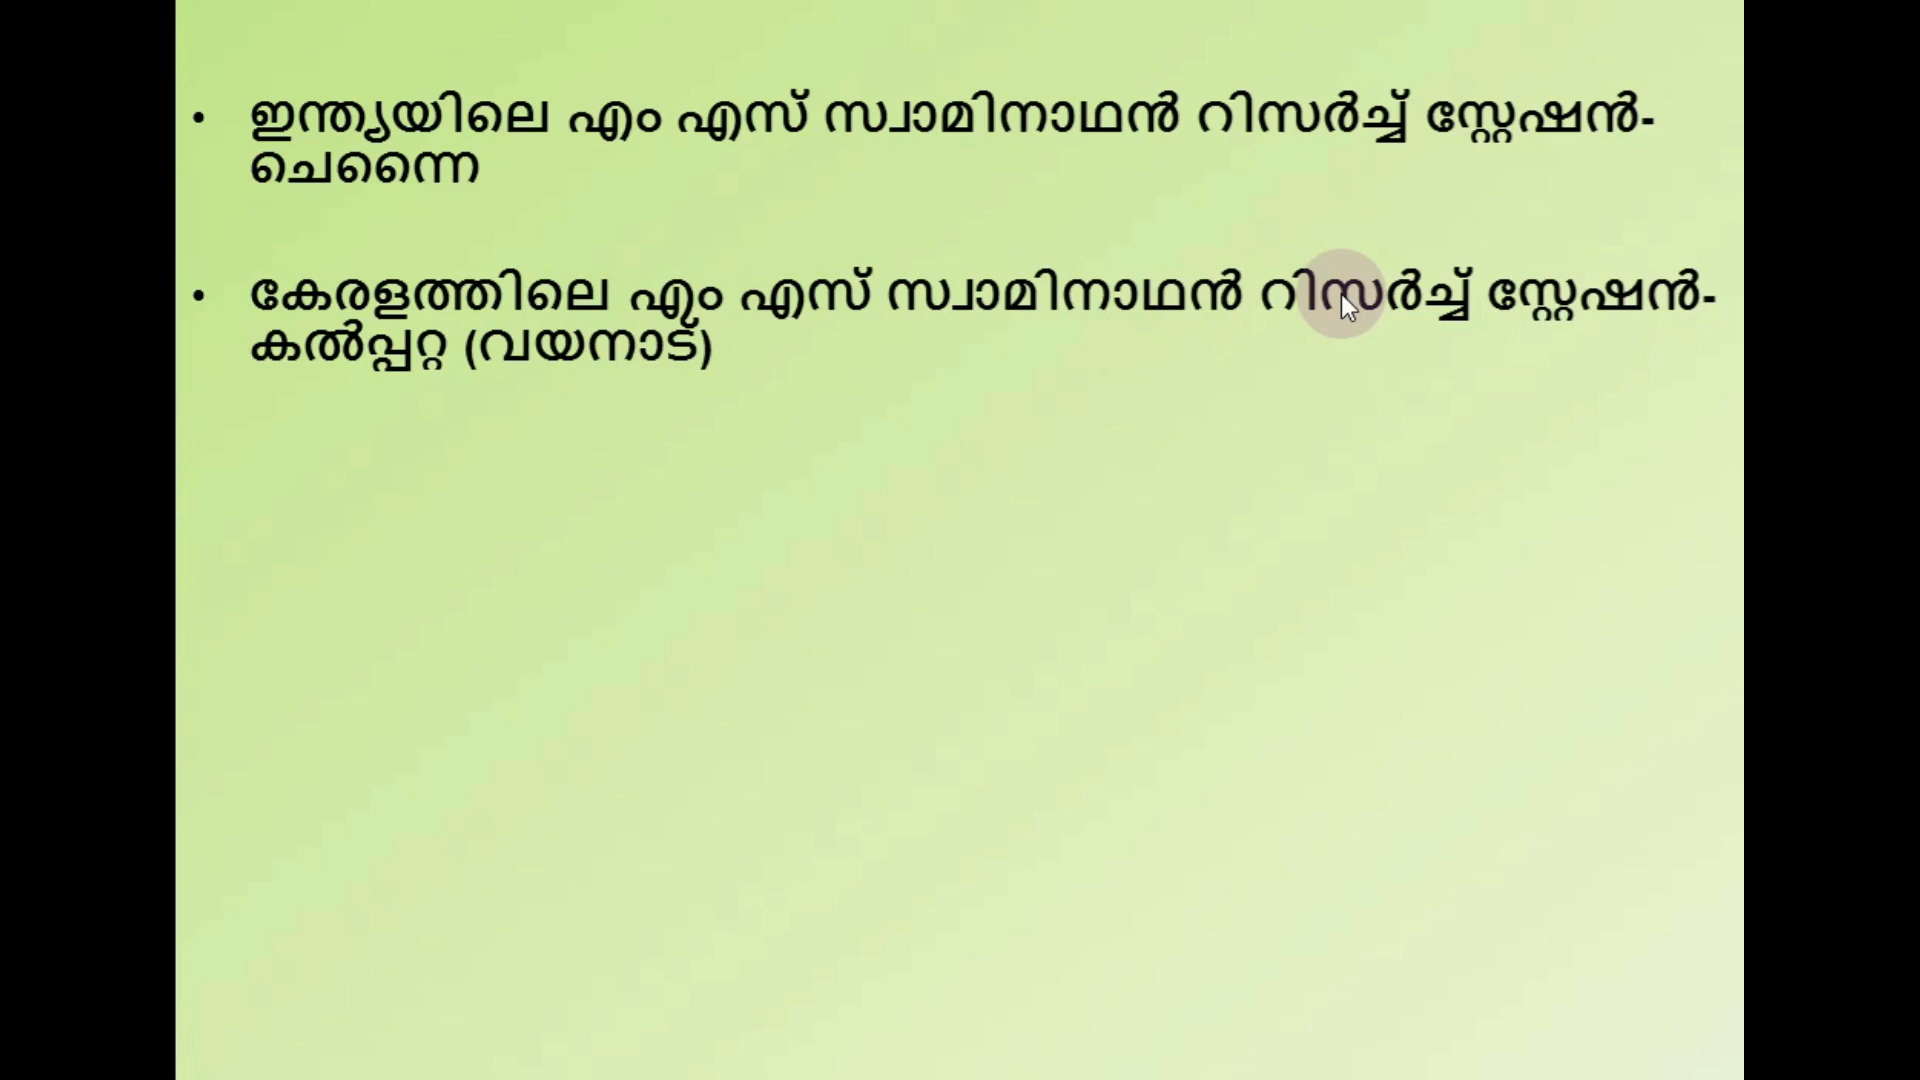 • ഇന്ത്യയിലെ എം എസ് സ്വാമിനാഥൻ റിസർച്ച് സ്റ്റേഷൻ-
ചെന്നൈ
• കേരളത്തിലെ എം എസ് സ്വാമിനാഥൻ റിസർച്ച് സ്റ്റേഷൻ-
കൽപ്പറ്റ (വയനാട്)